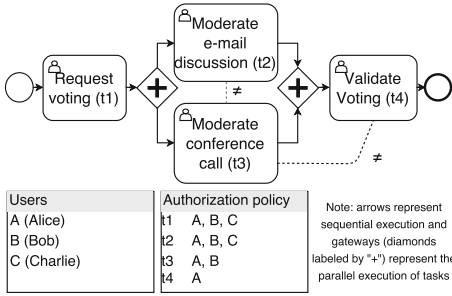 Request
voting (t1)
Moderate
e-mail
discussion (t2)
≠
Moderate
conference
call (t3)
Validate
Voting (t4)
≠
Users
A (Alice)
B (Bob)
C (Charlie)
Authorization policy
t1 A, B, C
t2 A, B, C
t3 A, B
t4 A
Note: arrows represent
sequential execution and
gateways (diamonds
labeled by "+") represent the
parallel execution of tasks